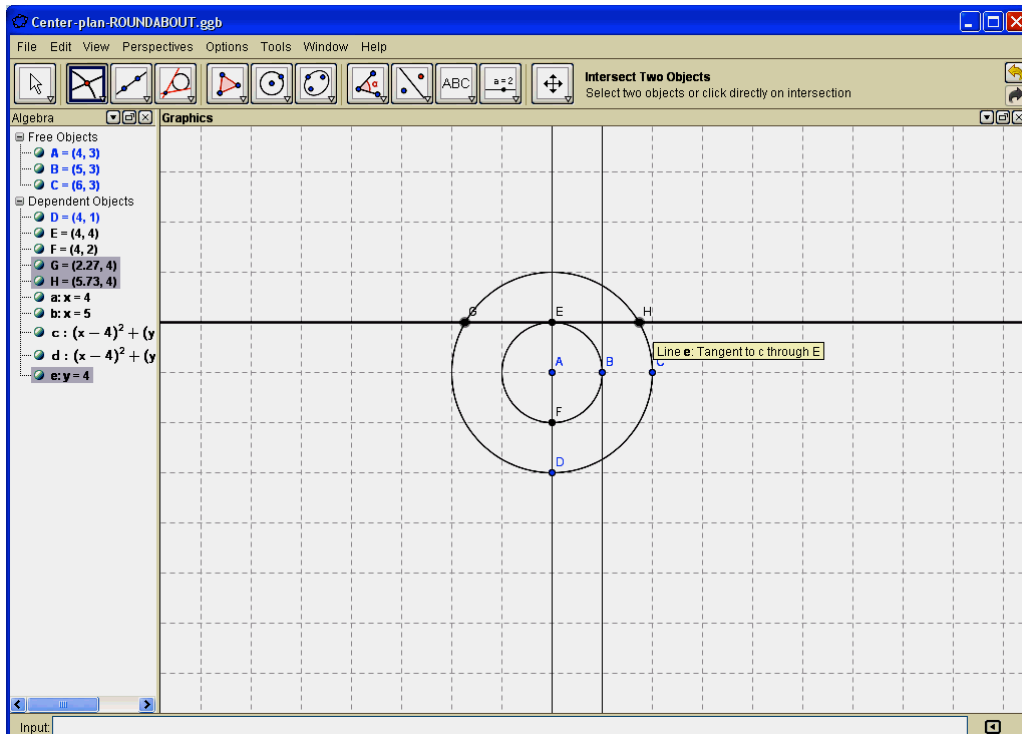 Center-plan-ROUNDABOUT.ggb
File Edit View Perspectives Options Tools Window Help
ABC
a=2
Intersect Two Objects
Select two objects or click directly on intersection
Algebra
Graphics
Free Objects
A = (4, 3)
B = (5, 3)
C = (6, 3)
Dependent Objects
D = (4, 1)
E = (4, 4)
F = (4, 2)
G = (2.27, 4)
H = (5.73, 4)
a: x = 4
b: x = 5
c : (x − 4)² + (y
d : (x − 4)² + (y
e: y = 4
G E H
Line e: Tangent to c through E
A B
F
D
Input: